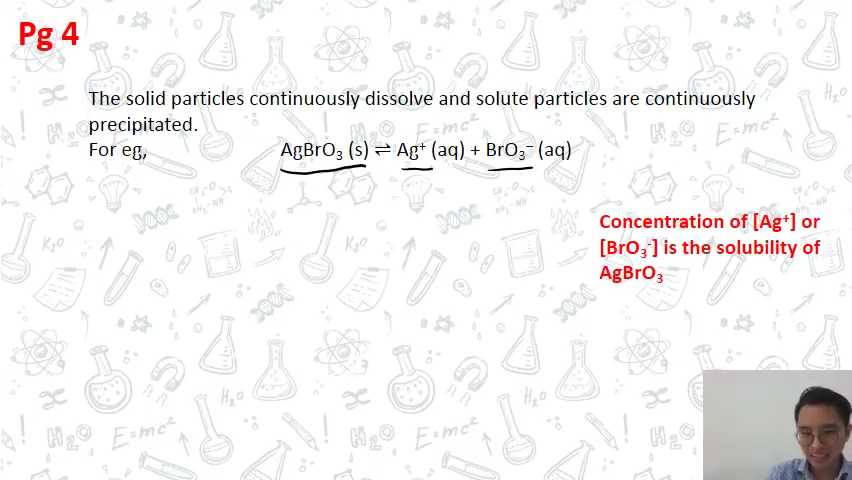 Pg 4
The solid particles continuously dissolve and solute particles are continuously
precipitated.
For eg, AgBrO₃ (s) ⇌ Ag⁺ (aq) + BrO₃⁻ (aq)
Concentration of [Ag⁺] or
[BrO₃⁻] is the solubility of
AgBrO₃